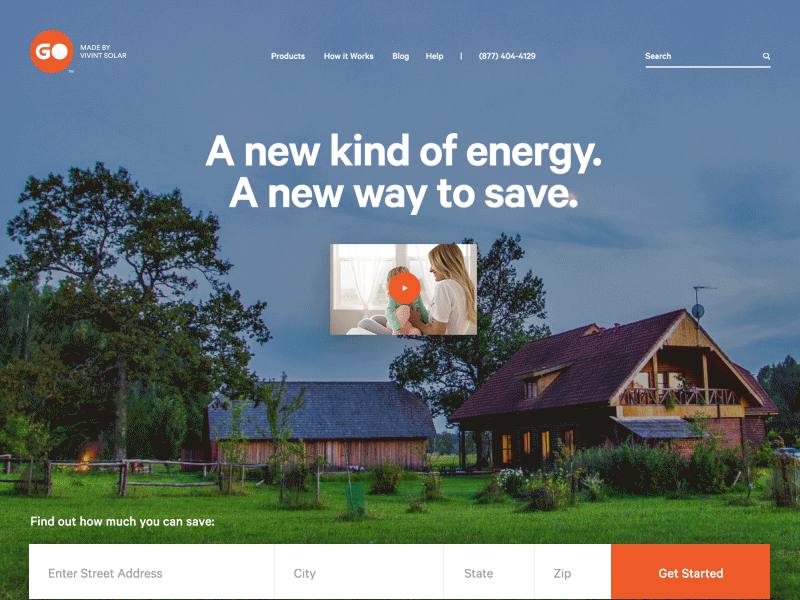 GO
MADE BY
VIVINT SOLAR
TM
Products How it Works Blog Help | (877) 404-4129
Search
A new kind of energy.
A new way to save.
Find out how much you can save:
Enter Street Address City State Zip Get Started